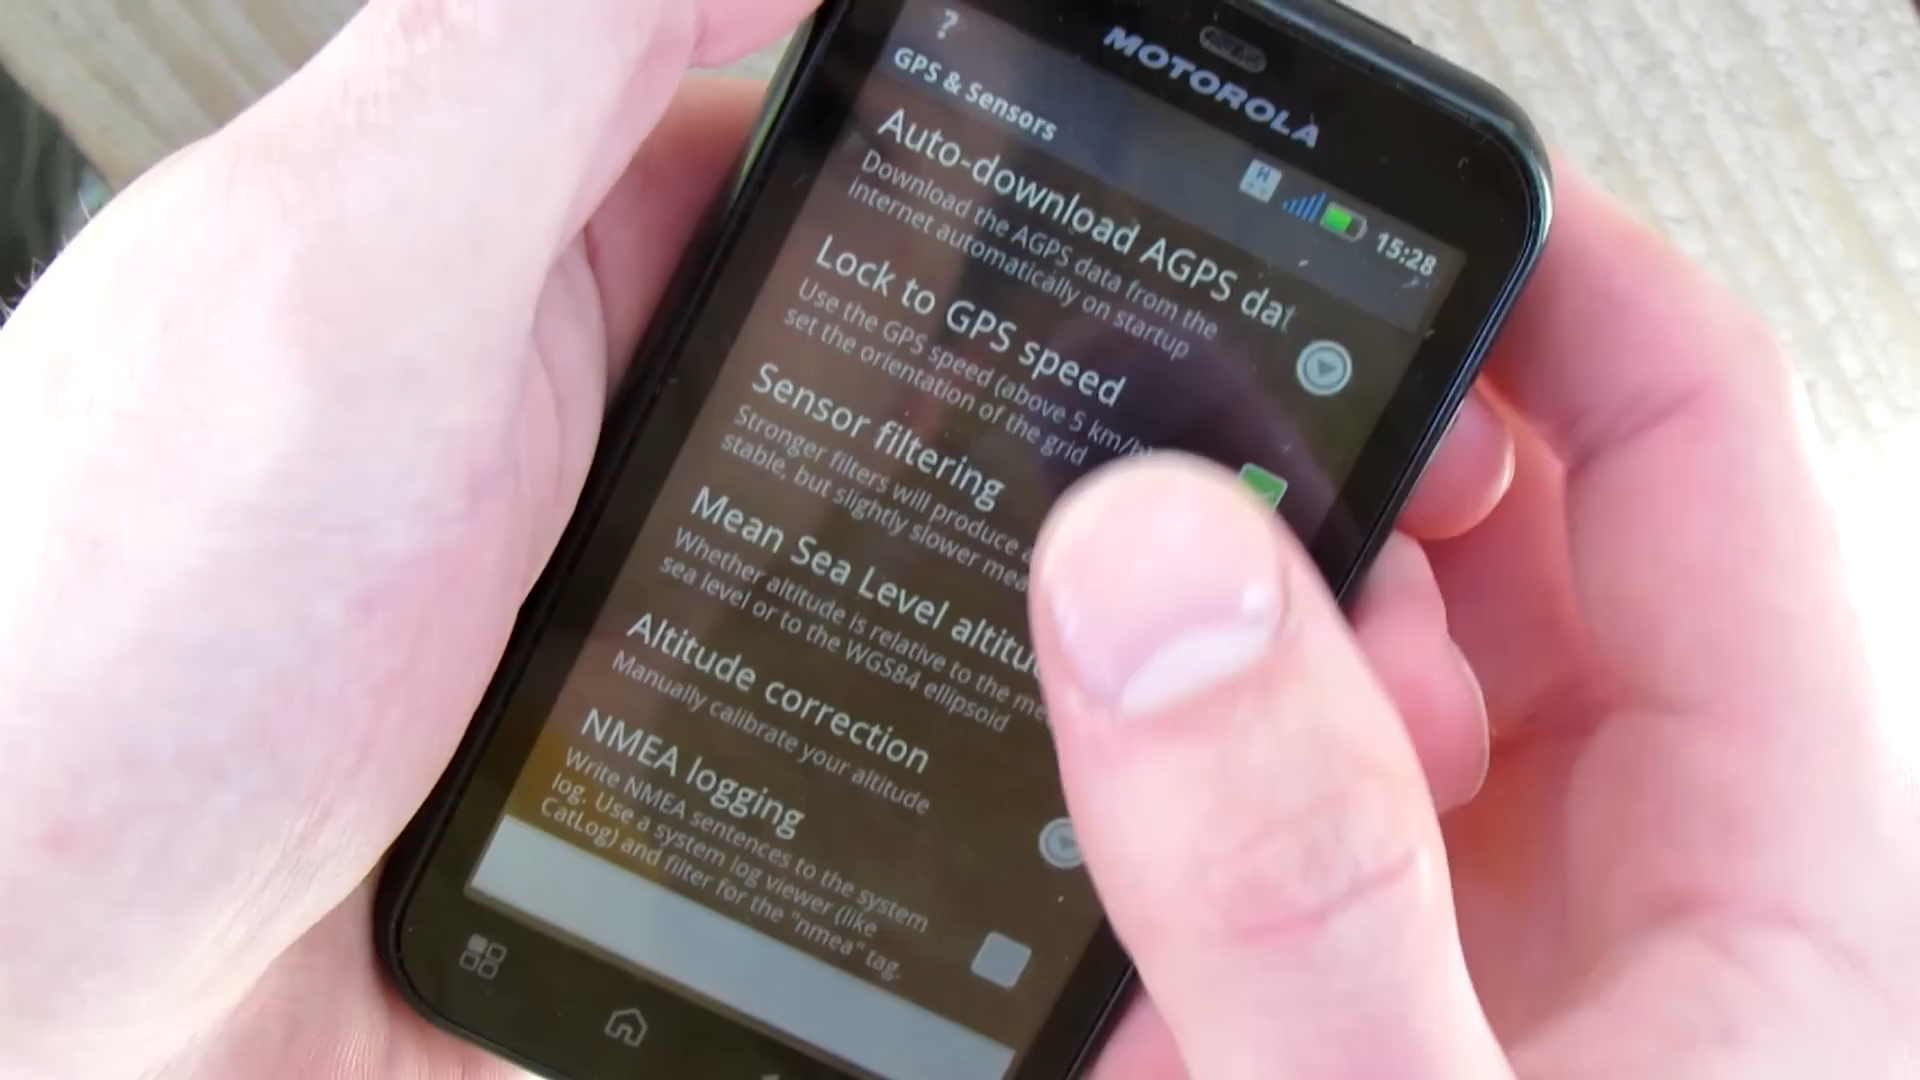 MOTOROLA
?
H
15:28
GPS & Sensors
Auto-download AGPS dat
Download the AGPS data from the
internet automatically on startup
Lock to GPS speed
Use the GPS speed (above 5 km/h
set the orientation of the grid
Sensor filtering
Stronger filters will produce
stable, but slightly slower
Mean Sea Level
Whether altitude is relative to the
sea level or to the WGS84 ellipsoid
Altitude correction
Manually calibrate your altitude
NMEA logging
Write NMEA sentences to the system
log. Use a system log viewer (like
CatLog) and filter for the "nmea" tag.